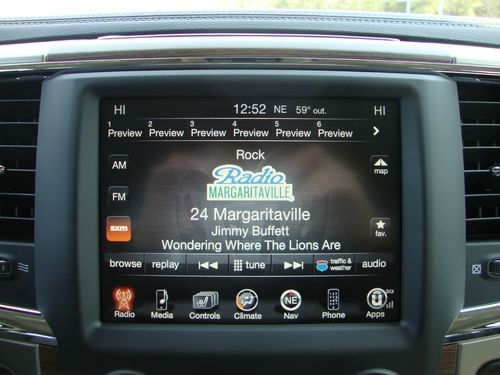 HI 12:52 NE 59° out. HI
1 2 3 4 5 6
Preview Preview Preview Preview Preview Preview
Rock
AM
Radio
MARGARITAVILLE
map
FM
24 Margaritaville
Jimmy Buffett
sxm
fav.
Wondering Where The Lions Are
browse replay tune traffic & weather audio
NE 3G
Radio Media Controls Climate Nav Phone Apps